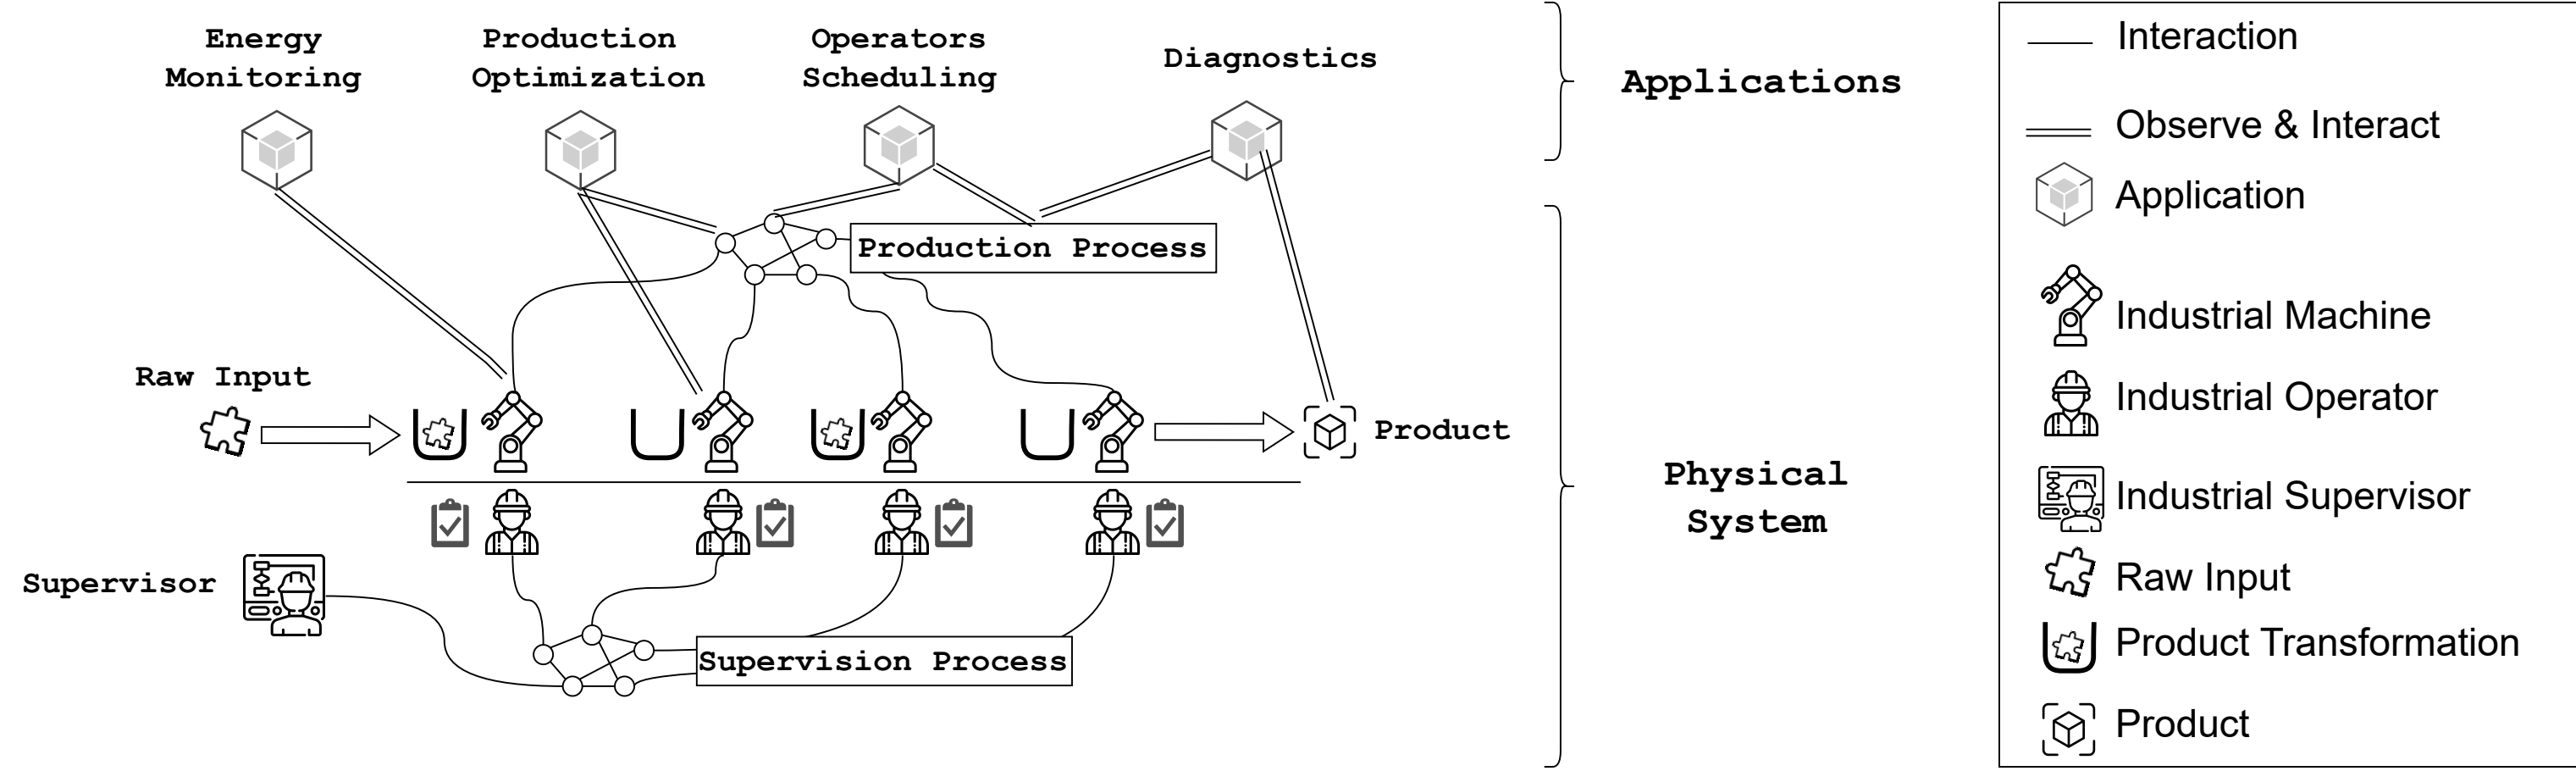 Energy
Monitoring
Production
Optimization
Operators
Scheduling
Diagnostics
Applications
Production Process
Raw Input
Product
Physical
System
Supervisor
Supervision Process
Interaction
Observe & Interact
Application
Industrial Machine
Industrial Operator
Industrial Supervisor
Raw Input
Product Transformation
Product